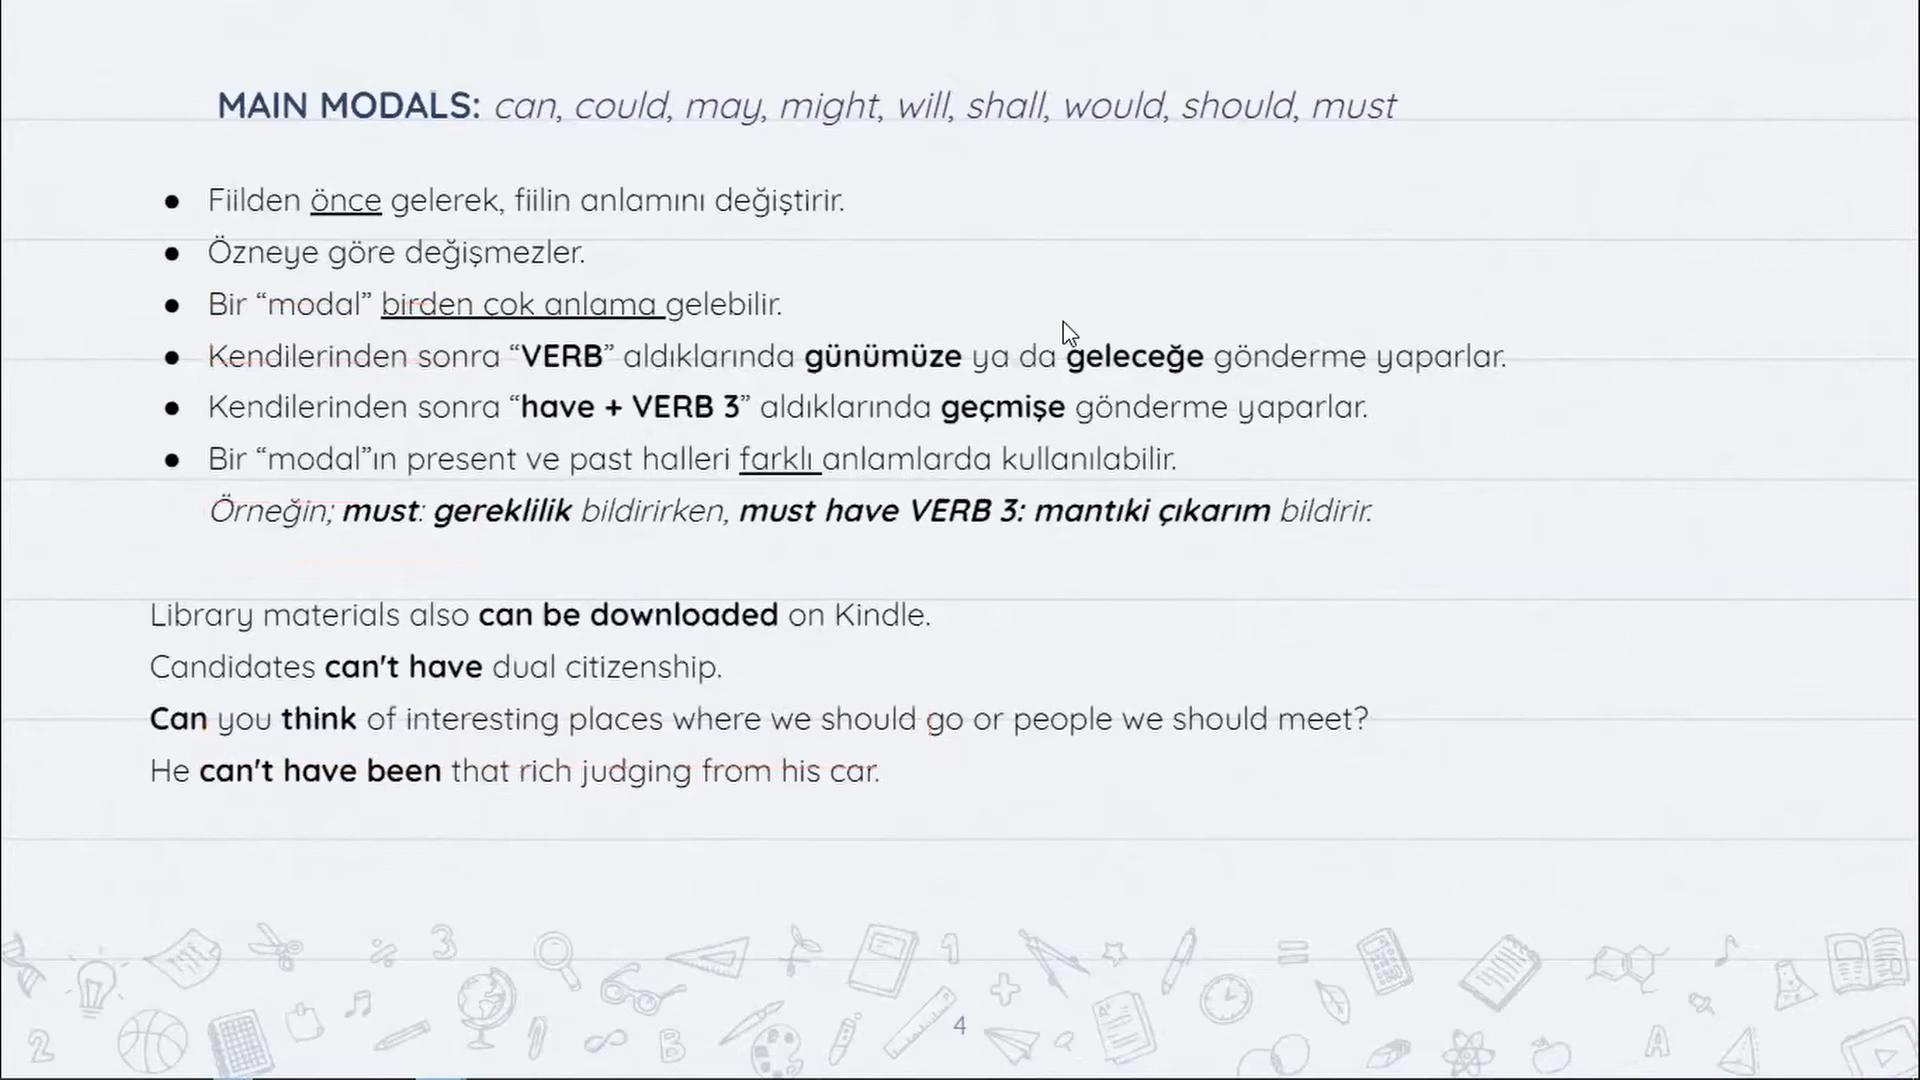 MAIN MODALS: can, could, may, might, will, shall, would, should, must
● Fiilden önce gelerek, fiilin anlamını değiştirir.
● Özneye göre değişmezler.
● Bir “modal” birden çok anlama gelebilir.
● Kendilerinden sonra “VERB” aldıklarında günümüze ya da geleceğe gönderme yaparlar.
● Kendilerinden sonra “have + VERB 3” aldıklarında geçmişe gönderme yaparlar.
● Bir “modal”ın present ve past halleri farklı anlamlarda kullanılabilir.
Örneğin; must: gereklilik bildirirken, must have VERB 3: mantıki çıkarım bildirir.
Library materials also can be downloaded on Kindle.
Candidates can't have dual citizenship.
Can you think of interesting places where we should go or people we should meet?
He can't have been that rich judging from his car.
4